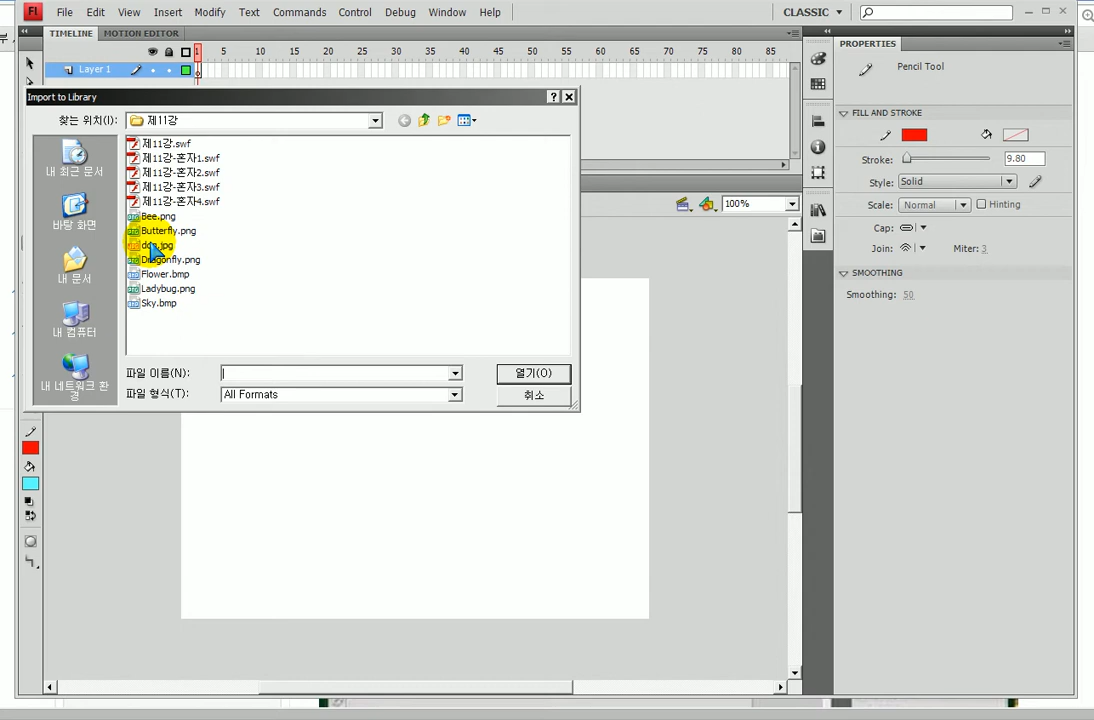 Fl File Edit View Insert Modify Text Commands Control Debug Window Help CLASSIC
TIMELINE MOTION EDITOR
1 5 10 15 20 25 30 35 40 45 50 55 60 65 70 75 80 85
Layer 1
Import to Library
찾는 위치(I): 제11강
내 최근 문서
바탕 화면
내 문서
내 컴퓨터
내 네트워크 환경
제11강.swf
제11강-혼자1.swf
제11강-혼자2.swf
제11강-혼자3.swf
제11강-혼자4.swf
Bee.png
Butterfly.png
Dragonfly.png
Flower.bmp
Ladybug.png
Sky.bmp
파일 이름(N):
열기(O)
파일 형식(T): All Formats
취소
100%
PROPERTIES
Pencil Tool
FILL AND STROKE
Stroke: 9.80
Style: Solid
Scale: Normal Hinting
Cap:
Join: Miter: 3
SMOOTHING
Smoothing: 50